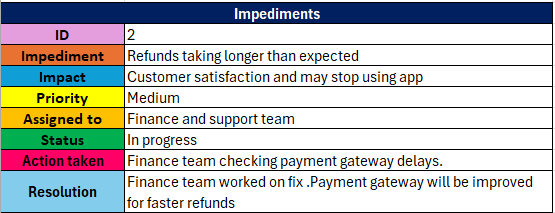 Impediments
ID 2
Impediment Refunds taking longer than expected
Impact Customer satisfaction and may stop using app
Priority Medium
Assigned to Finance and support team
Status In progress
Action taken Finance team checking payment gateway delays.
Resolution Finance team worked on fix .Payment gateway will be improved
for faster refunds